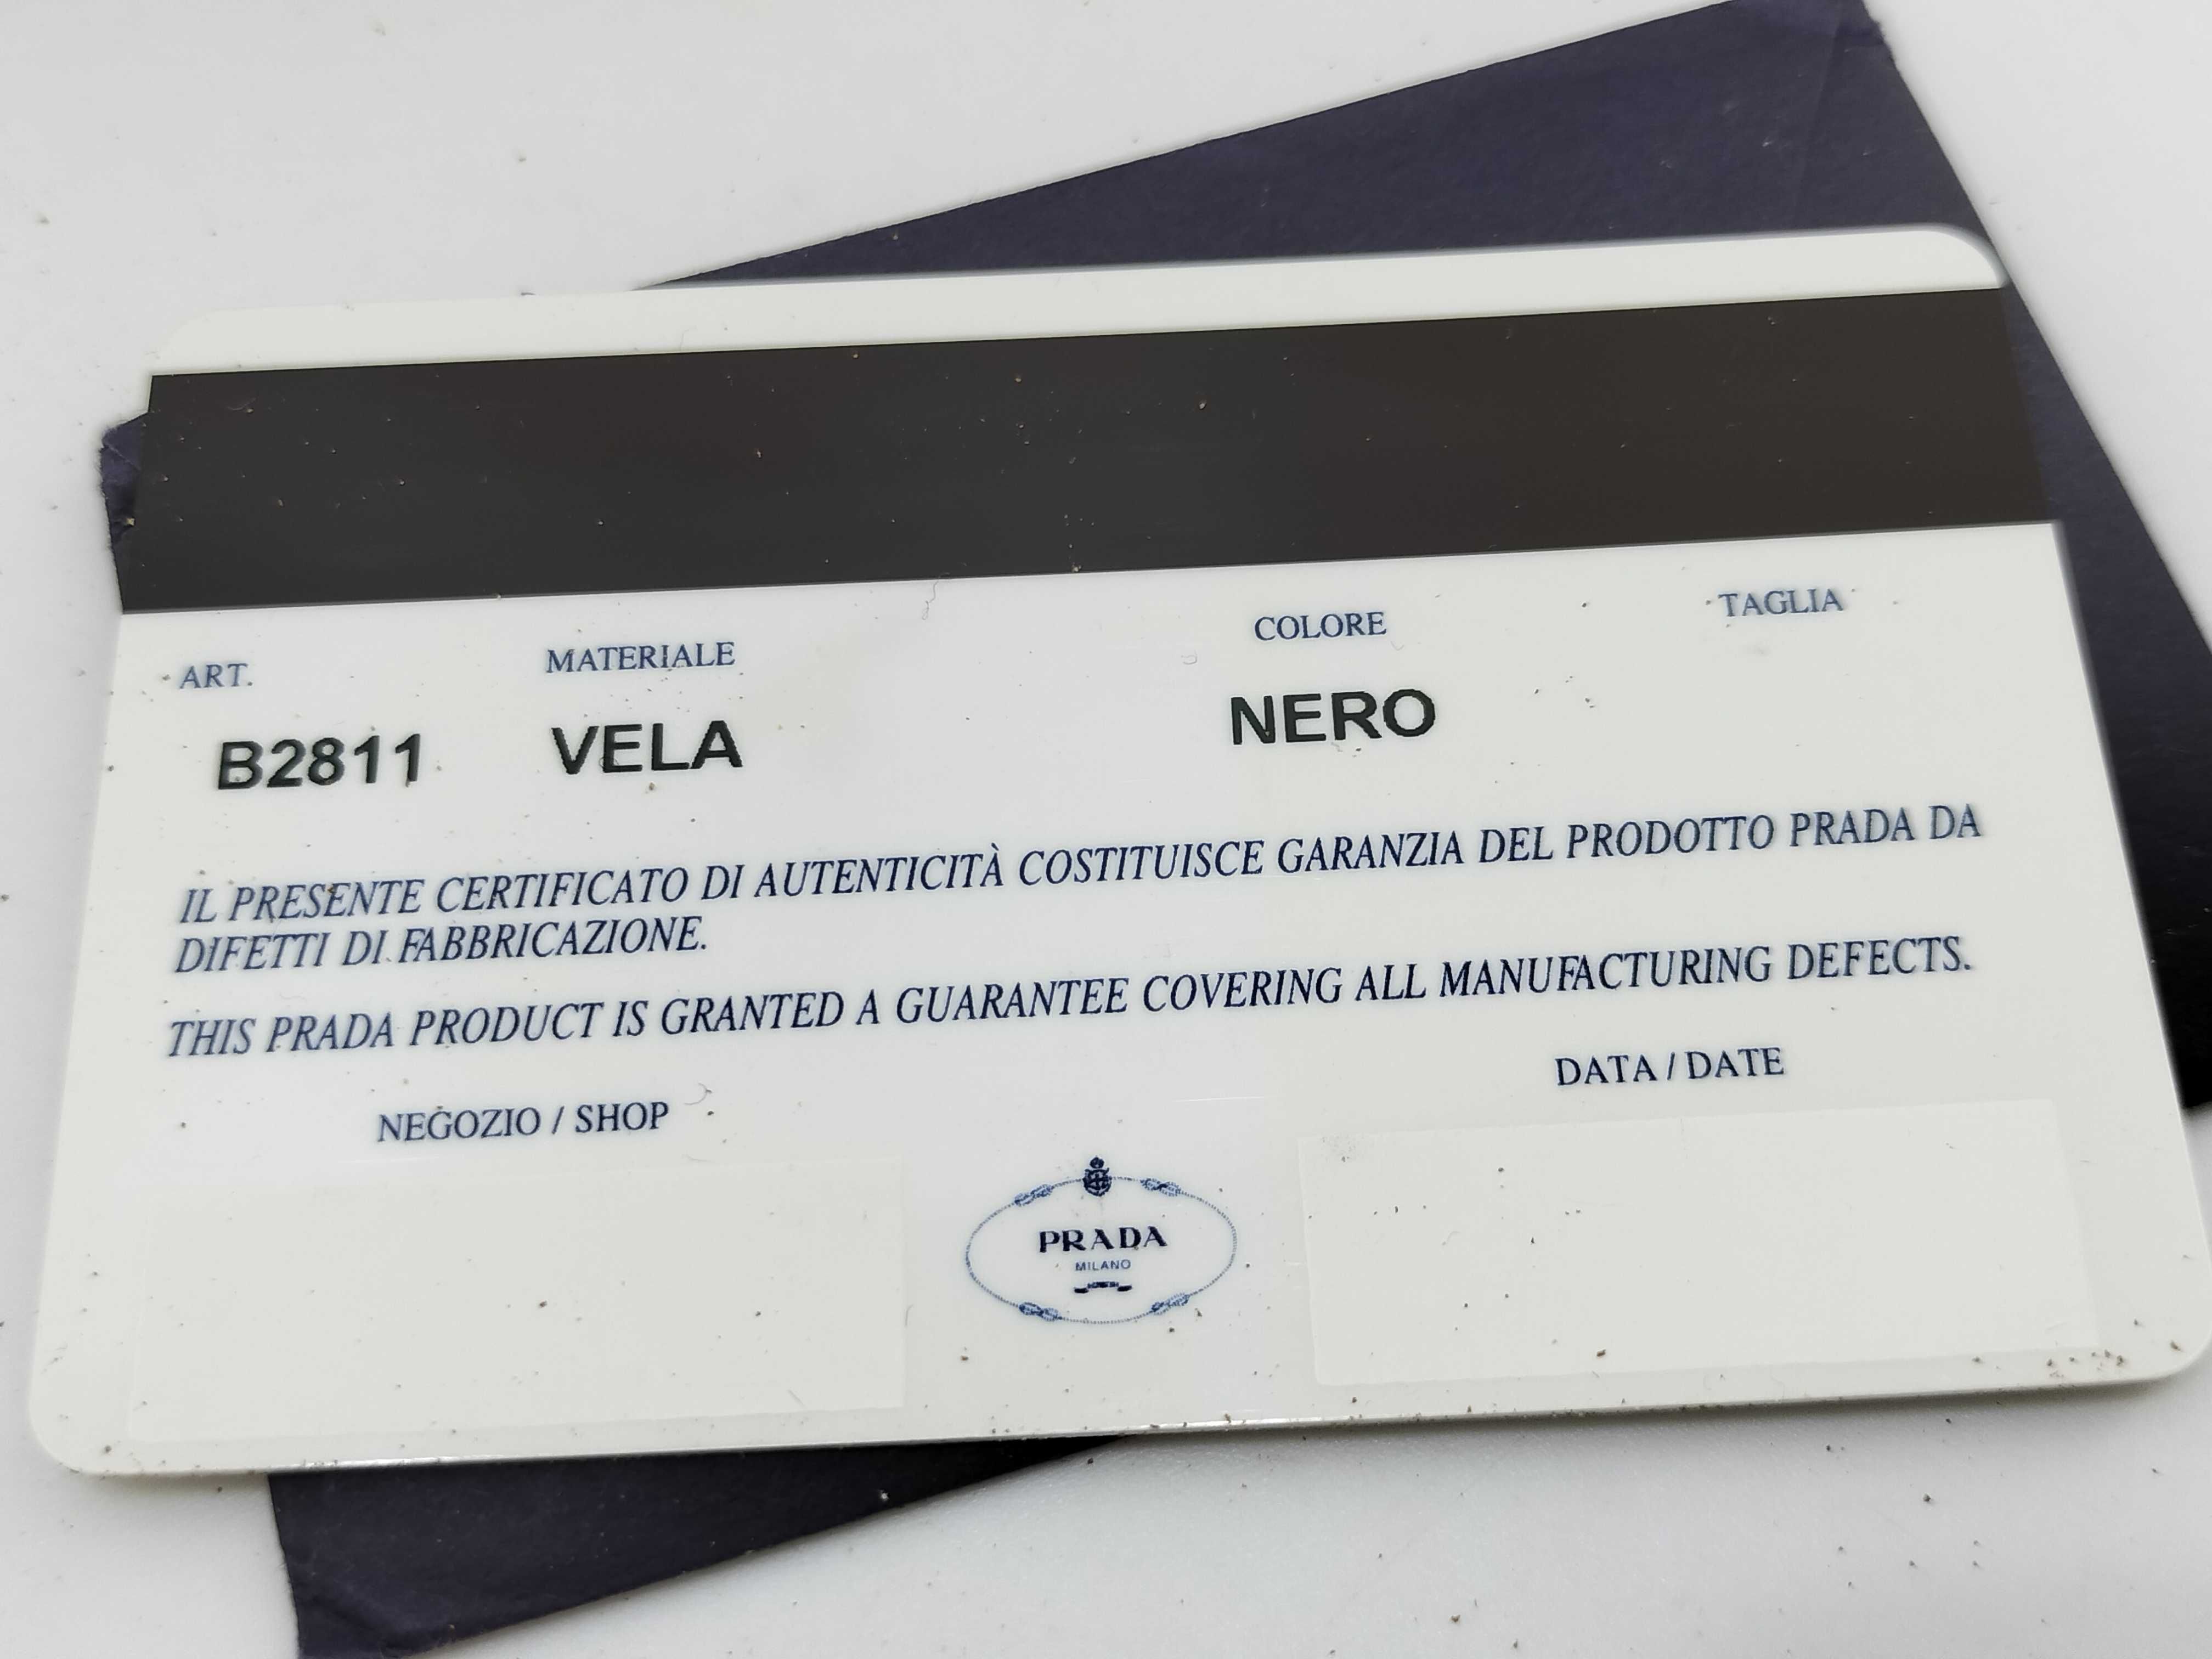 ART. MATERIALE COLORE TAGLIA
B2811 VELA NERO
IL PRESENTE CERTIFICATO DI AUTENTICITÀ COSTITUISCE GARANZIA DEL PRODOTTO PRADA DA
DIFETTI DI FABBRICAZIONE.
THIS PRADA PRODUCT IS GRANTED A GUARANTEE COVERING ALL MANUFACTURING DEFECTS.
NEGOZIO / SHOP
DATA / DATE
PRADA
MILANO